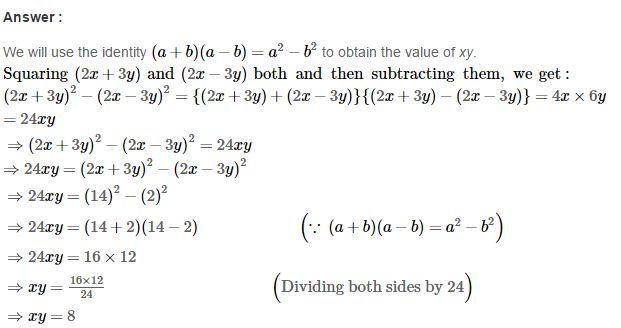 Answer :
We will use the identity (a + b)(a − b) = a² − b² to obtain the value of xy.
Squaring (2x + 3y) and (2x − 3y) both and then subtracting them, we get :
(2x + 3y)² − (2x − 3y)² = {(2x + 3y) + (2x − 3y)}{(2x + 3y) − (2x − 3y)} = 4x × 6y
= 24xy
⇒ (2x + 3y)² − (2x − 3y)² = 24xy
⇒ 24xy = (2x + 3y)² − (2x − 3y)²
⇒ 24xy = (14)² − (2)²
⇒ 24xy = (14 + 2)(14 − 2) (∵ (a + b)(a − b) = a² − b²)
⇒ 24xy = 16 × 12
⇒ xy = 16×12/24 (Dividing both sides by 24)
⇒ xy = 8